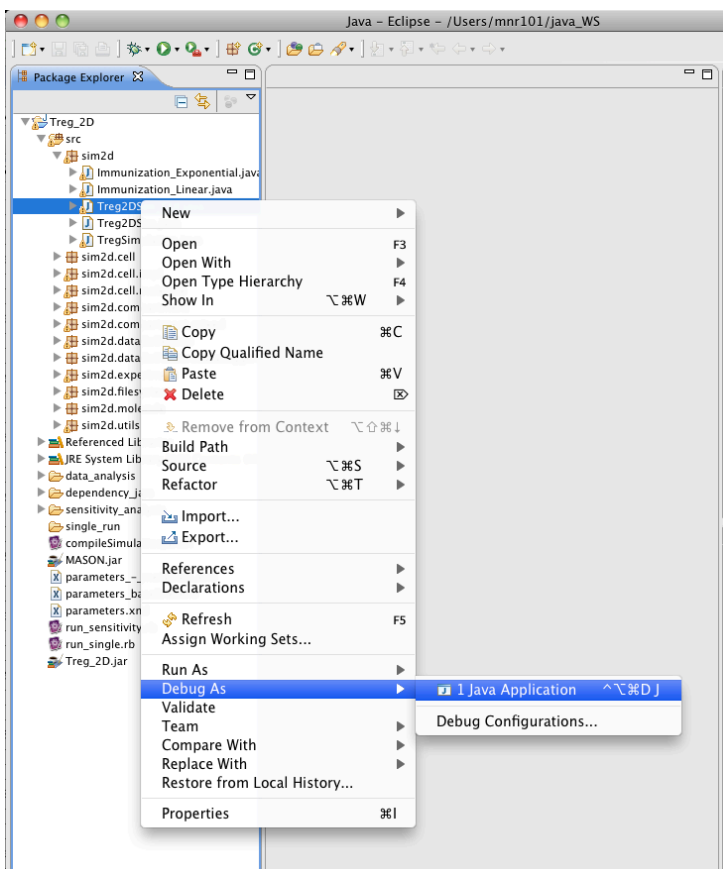 Java – Eclipse – /Users/mnr101/java_WS
Package Explorer
Treg_2D
src
sim2d
Immunization_Exponential.java
Immunization_Linear.java
Treg2DS
Treg2DS
TregSim
sim2d.cell
sim2d.cell.i
sim2d.cell.
sim2d.com
sim2d.com
sim2d.data
sim2d.data
sim2d.expe
sim2d.files
sim2d.mole
sim2d.utils
Referenced Lib
JRE System Lib
data_analysis
dependency_j
sensitivity_ana
single_run
compileSimula
MASON.jar
parameters_-_
parameters_ba
parameters.xm
run_sensitivity
run_single.rb
Treg_2D.jar
New
Open F3
Open With
Open Type Hierarchy F4
Show In ⌥⌘W
Copy ⌘C
Copy Qualified Name
Paste ⌘V
Delete ⌦
Remove from Context ⌥⇧⌘↓
Build Path
Source ⌥⌘S
Refactor ⌥⌘T
Import...
Export...
References
Declarations
Refresh F5
Assign Working Sets...
Run As
Debug As
Validate
Team
Compare With
Replace With
Restore from Local History...
Properties ⌘I
1 Java Application ^⌥⌘D J
Debug Configurations...